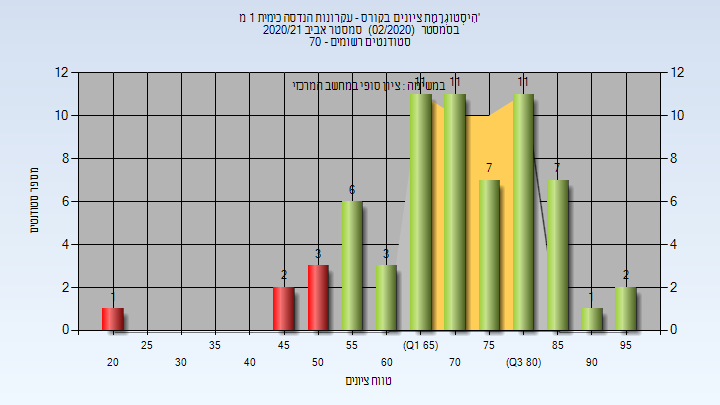 היסטוגרמת ציונים בקורס - עקרונות הנדסה כימית 1 מ'
בסמסטר (02/2020) סמסטר אביב 2020/21
סטודנטים רשומים - 70
במשימה : ציון סופי במחשב המרכזי
12 12
10 10
8 8
6 6
4 4
2 2
0 0
1 2 3 6 3 11 11 7 11 7 1 2
מספר סטודנטים
25 35 45 55 (Q1 65) 75 85 95
20 30 40 50 60 70 (Q3 80) 90
טווח ציונים